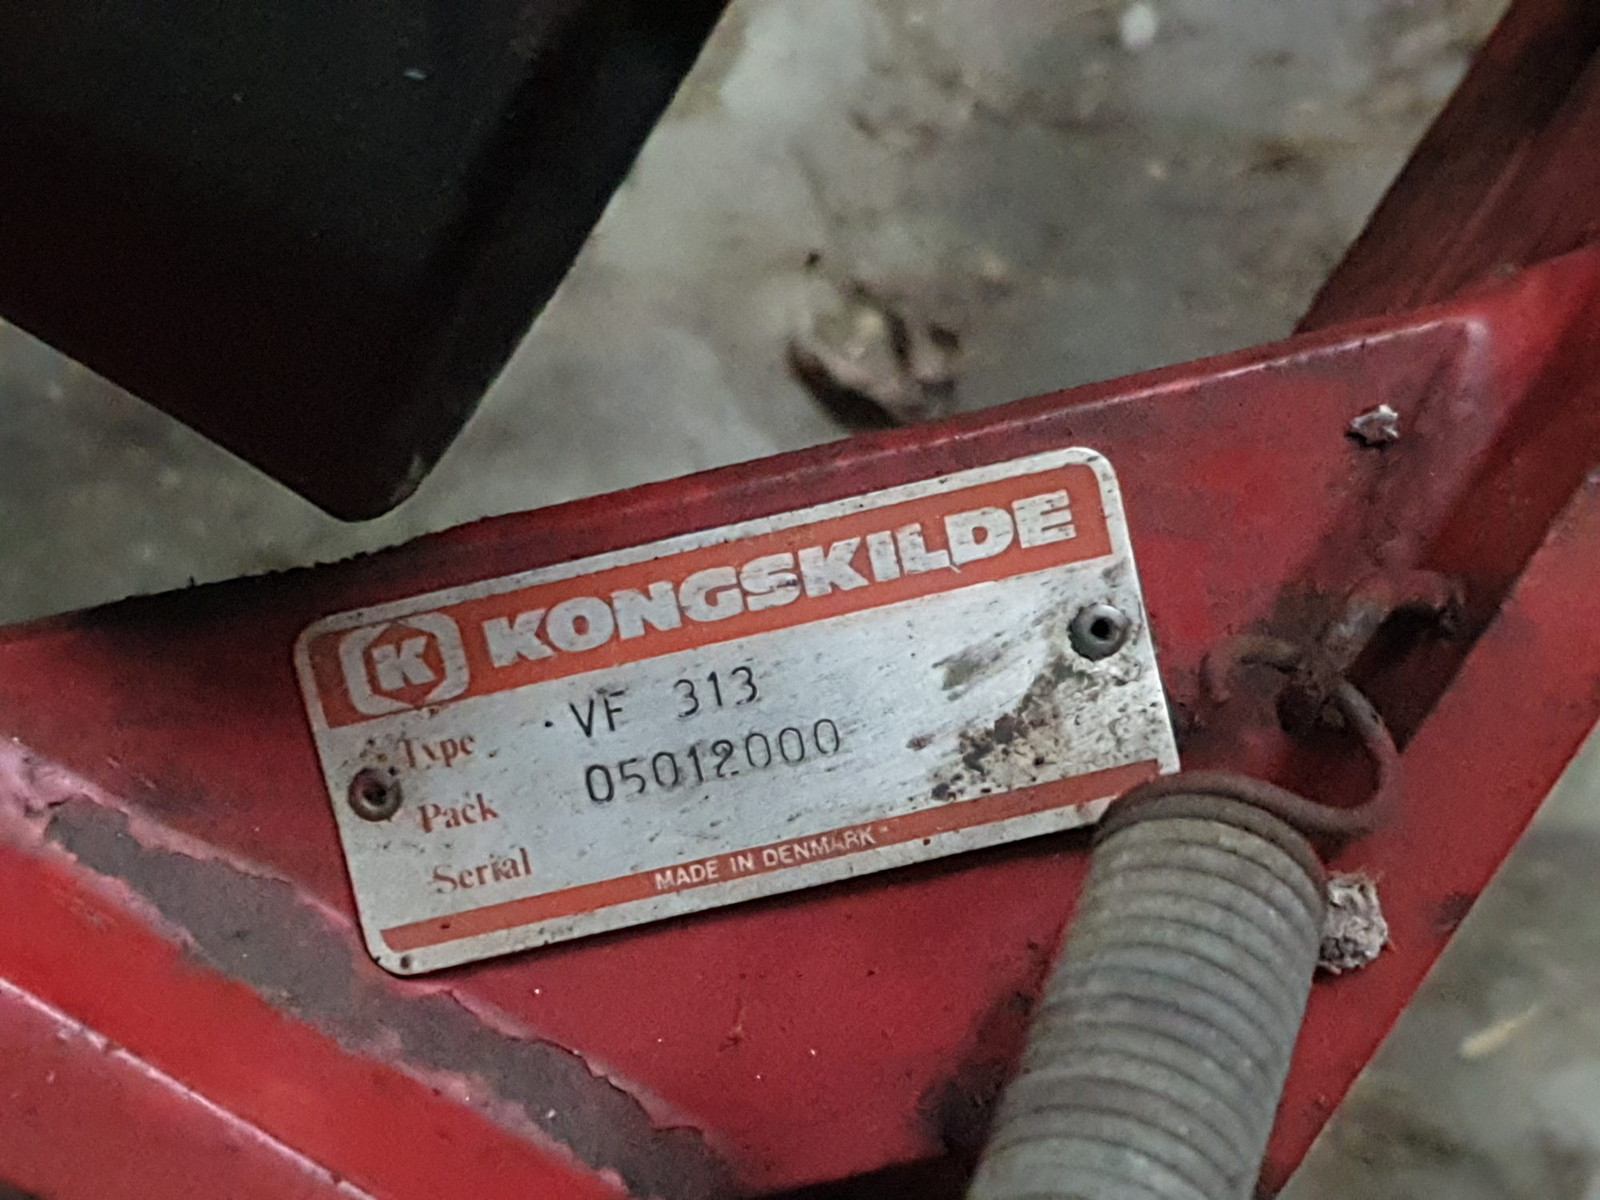 K KONGSKILDE
Type VF 313
Pack 05012000
Serial
MADE IN DENMARK